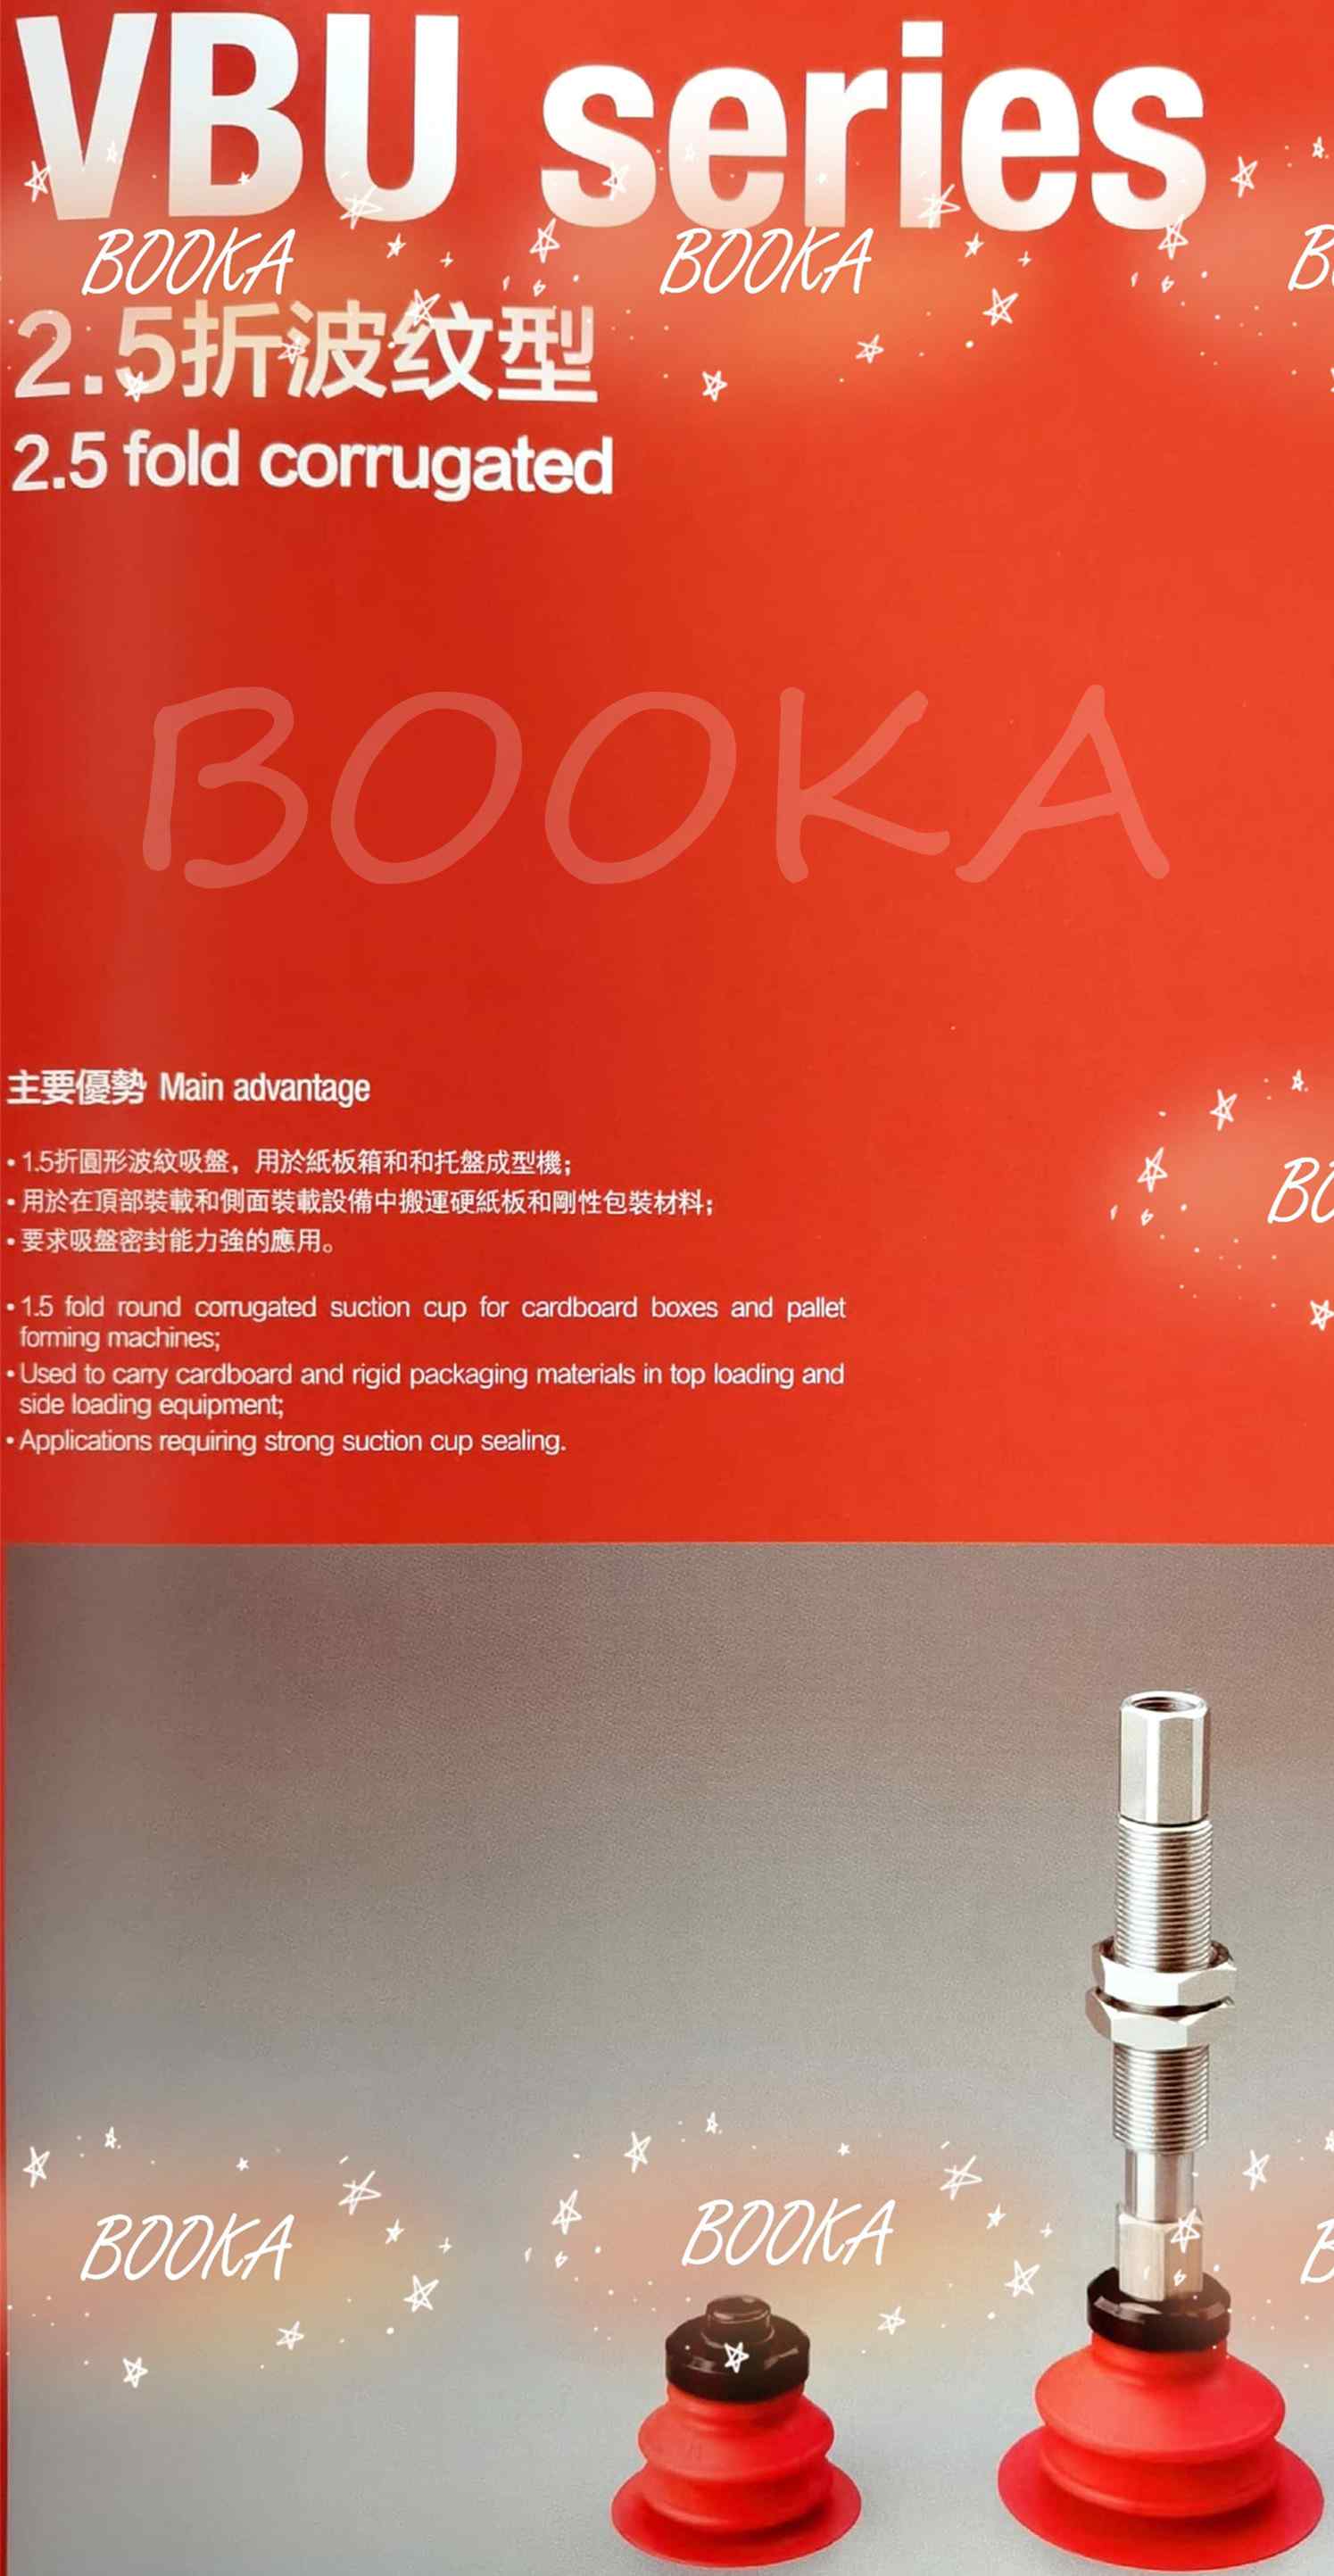 VBU series
BOOKA
BOOKA
B
2.5折波纹型
2.5 fold corrugated
BOOKA
主要優勢 Main advantage
• 1.5折圓形波紋吸盤，用於紙板箱和和托盤成型機；
• 用於在頂部裝載和側面裝載設備中搬運硬紙板和剛性包裝材料；
• 要求吸盤密封能力強的應用。
BO
• 1.5 fold round corrugated suction cup for cardboard boxes and pallet
forming machines;
• Used to carry cardboard and rigid packaging materials in top loading and
side loading equipment;
• Applications requiring strong suction cup sealing.
BOOKA
BOOKA
B